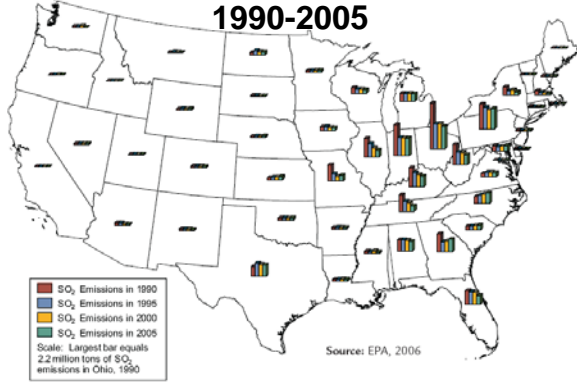 1990-2005
SO₂ Emissions in 1990
SO₂ Emissions in 1995
SO₂ Emissions in 2000
SO₂ Emissions in 2005
Scale: Largest bar equals
2.2 million tons of SO₂
emissions in Ohio, 1990
Source: EPA, 2006